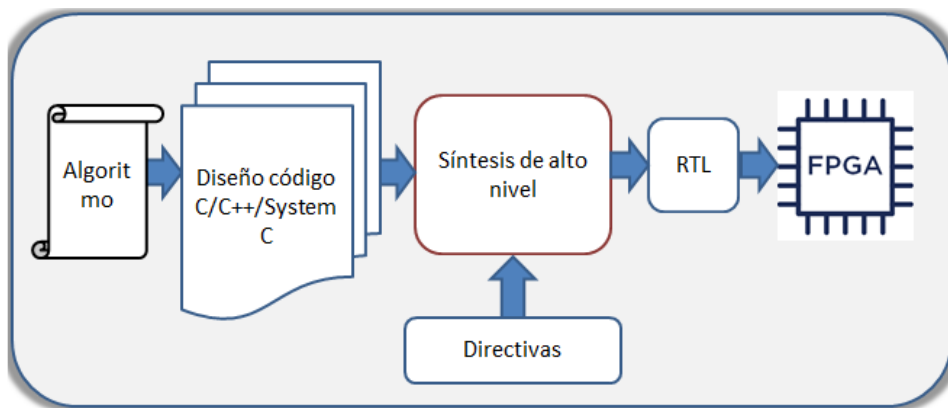 Algorit
mo
Diseño código
C/C++/System
C
Síntesis de alto
nivel
RTL
FPGA
Directivas